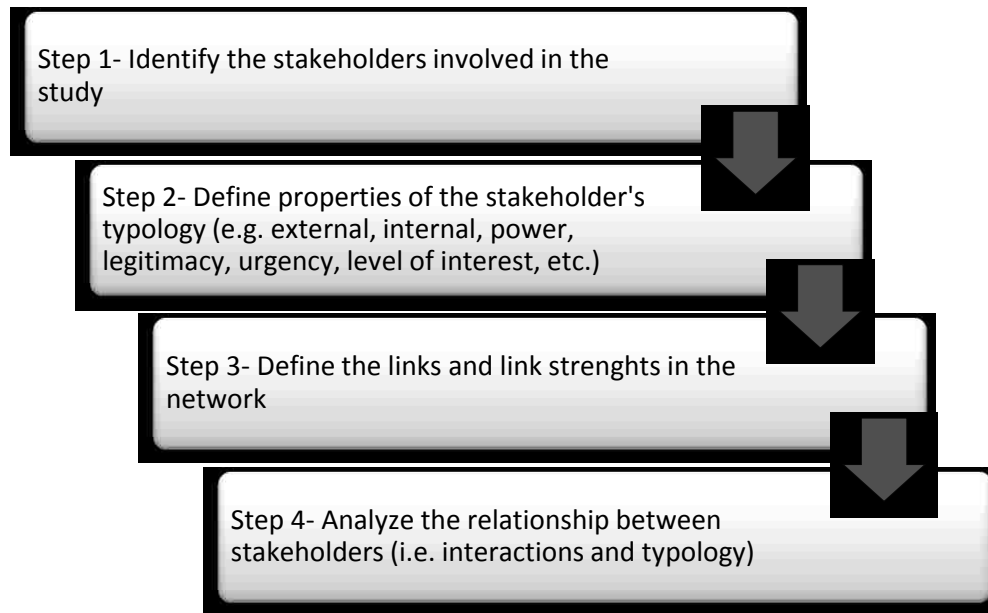 Step 1- Identify the stakeholders involved in the
study
Step 2- Define properties of the stakeholder's
typology (e.g. external, internal, power,
legitimacy, urgency, level of interest, etc.)
Step 3- Define the links and link strenghts in the
network
Step 4- Analyze the relationship between
stakeholders (i.e. interactions and typology)